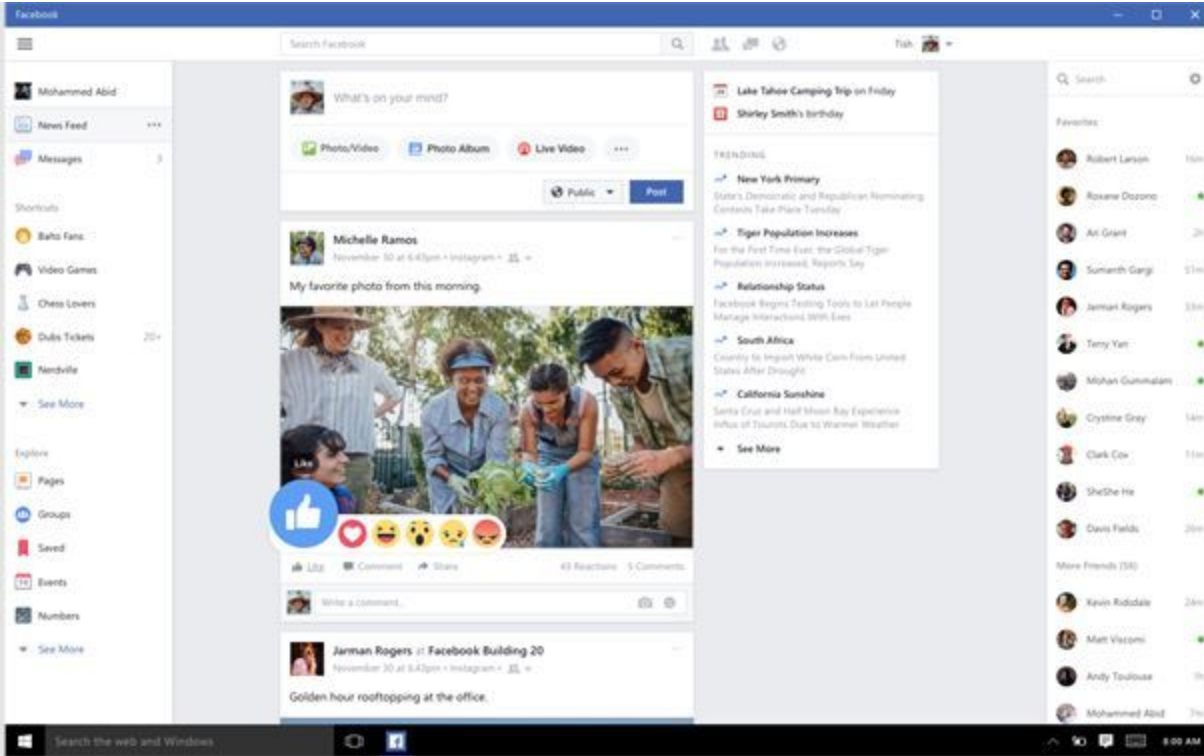 Facebook
Search Facebook
Tish
Mohammed Abid
News Feed
Messages 3
Shortcuts
Balto Fans
Video Games
Chess Lovers
Dubs Tickets 20+
Nerdville
See More
Explore
Pages
Groups
Saved
Events
Numbers
See More
What's on your mind?
Photo/Video Photo Album Live Video
Public Post
Michelle Ramos
November 30 at 6:43pm • Instagram •
My favorite photo from this morning.
Like
Like Comment Share 43 Reactions 5 Comments
Write a comment...
Jarman Rogers at Facebook Building 20
November 30 at 6:43pm • Instagram •
Golden hour rooftopping at the office.
Lake Tahoe Camping Trip on Friday
Shirley Smith's birthday
TRENDING
New York Primary
State's Democratic and Republican Nominating
Contests Take Place Tuesday
Tiger Population Increases
For the First Time Ever, the Global Tiger
Population Increased, Reports Say
Relationship Status
Facebook Begins Testing Tools to Let People
Manage Interactions With Exes
South Africa
Country to Import White Corn From United
States After Drought
California Sunshine
Santa Cruz and Half Moon Bay Experience
Influx of Tourists Due to Warmer Weather
See More
Search
Favorites
Robert Larson
Roxane Dozono
Ari Grant
Sumanth Gargi
Jarman Rogers
Terry Yan
Mohan Gummalam
Crystine Gray
Clark Cox
SheShe He
Davis Fields
More Friends (56)
Kevin Ridsdale
Matt Viscomi
Andy Toulouse
Mohammed Abid
Search the web and Windows
8:00 AM